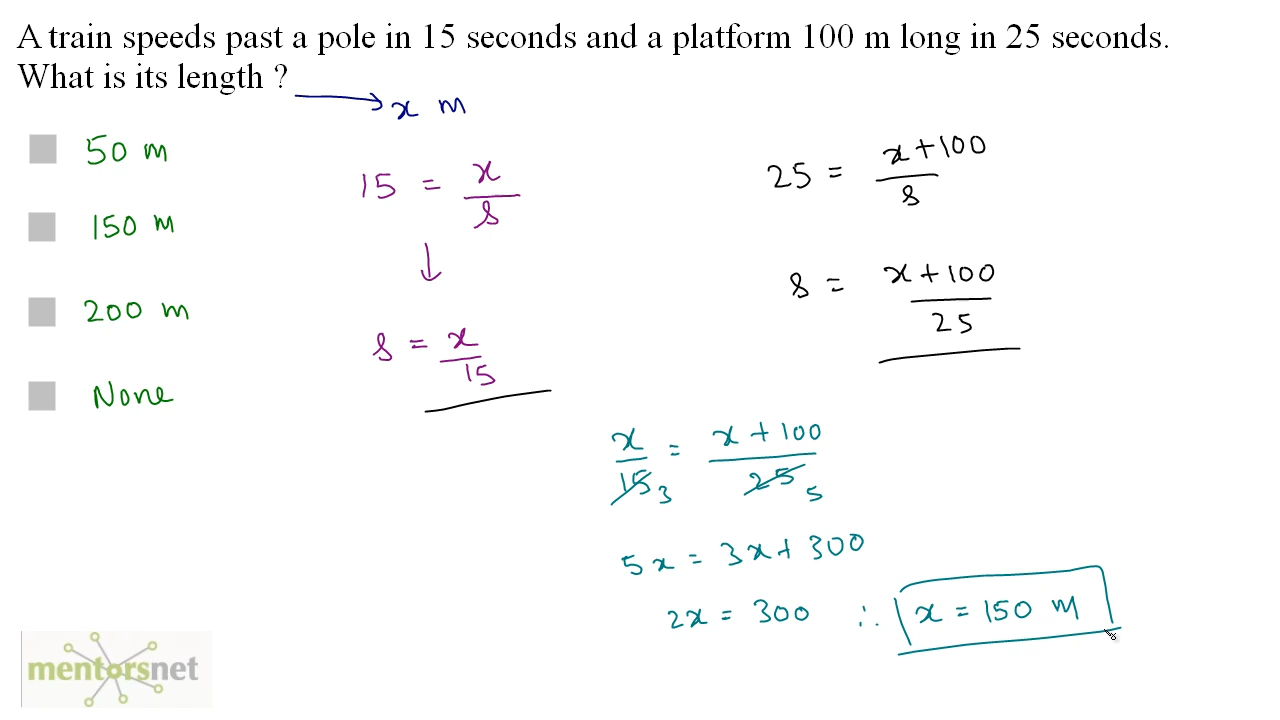 A train speeds past a pole in 15 seconds and a platform 100 m long in 25 seconds.
What is its length ?
x m
50 m
150 m
200 m
None
15 = x/s
s = x/15
25 = x+100/s
s = x+100/25
x/15 3 = x+100/25 5
5x = 3x+300
2x = 300 ∴ x = 150 m
mentorsnet